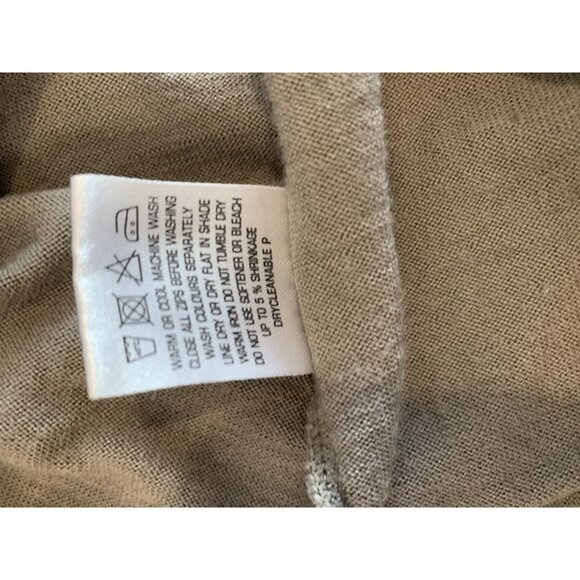 40°C
WARM OR COOL MACHINE WASH
CLOSE ALL ZIPS BEFORE WASHING
WASH COLOURS SEPARATELY
LINE DRY OR DRY FLAT IN SHADE
WARM IRON DO NOT TUMBLE DRY
DO NOT USE SOFTENER OR BLEACH
UP TO 5 % SHRINKAGE
DRYCLEANABLE P